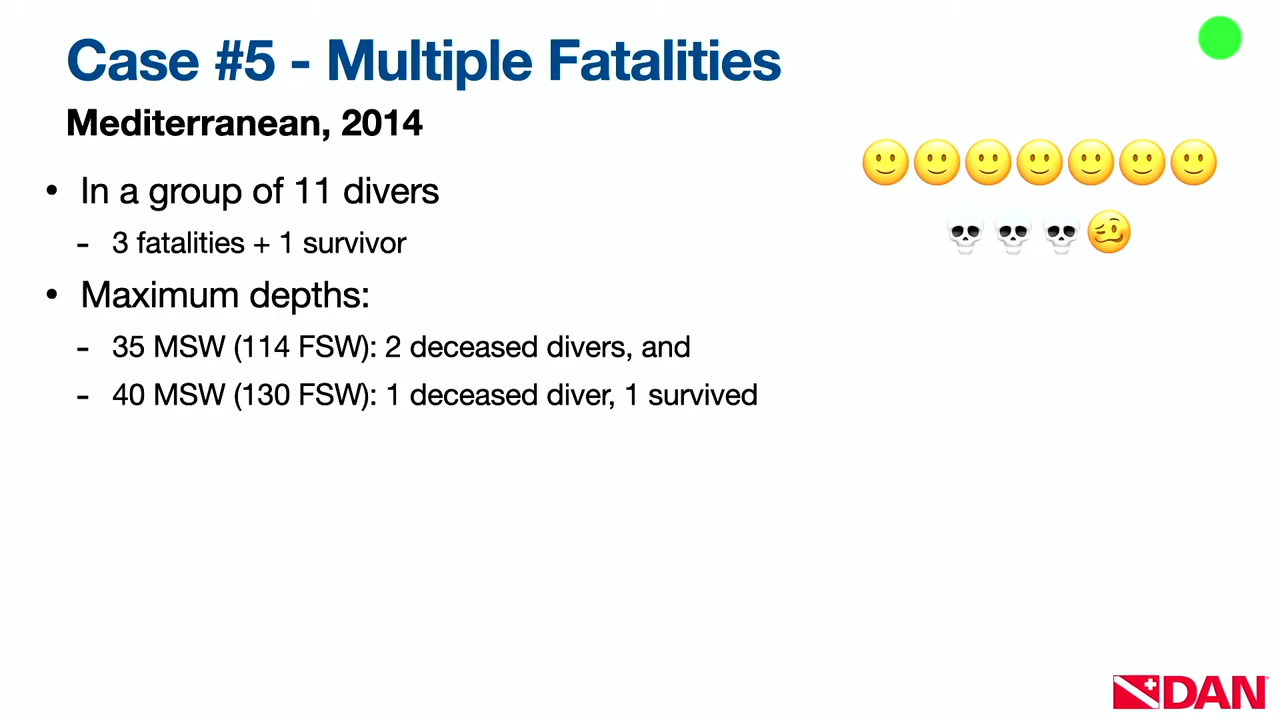 Case #5 - Multiple Fatalities
Mediterranean, 2014
• In a group of 11 divers
- 3 fatalities + 1 survivor
• Maximum depths:
- 35 MSW (114 FSW): 2 deceased divers, and
- 40 MSW (130 FSW): 1 deceased diver, 1 survived
DAN